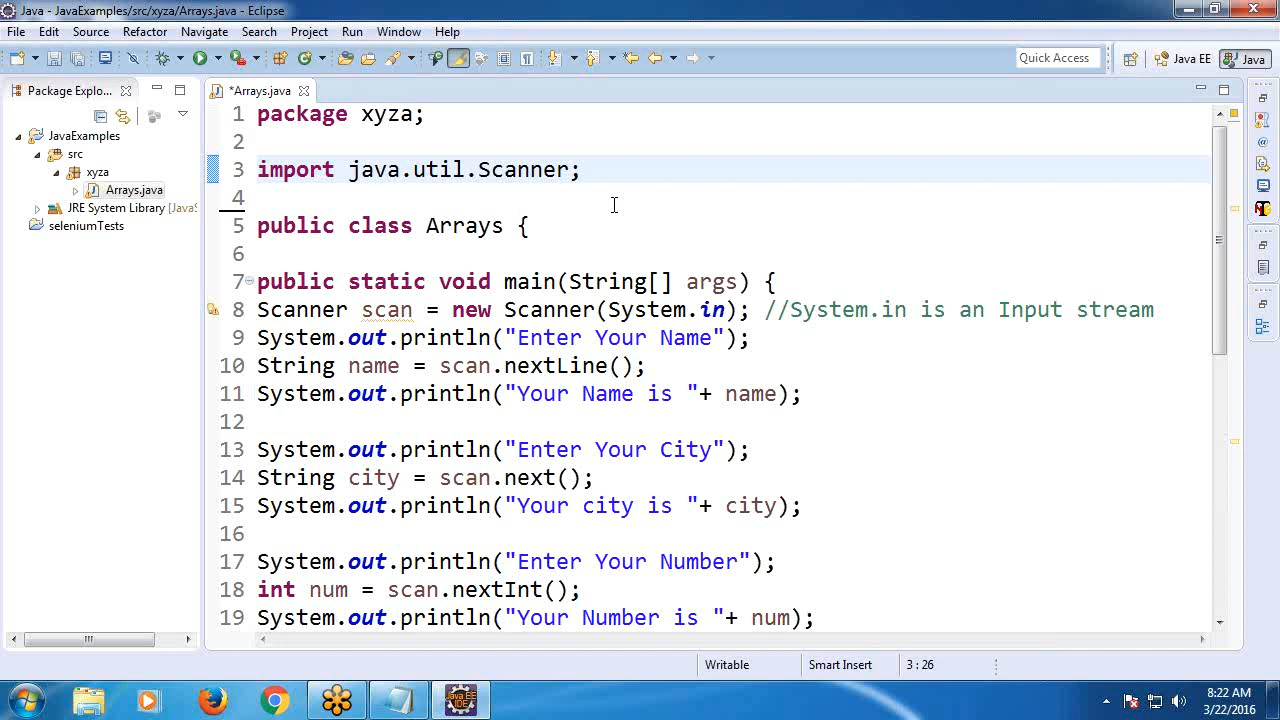 Java - JavaExamples/src/xyza/Arrays.java - Eclipse
File Edit Source Refactor Navigate Search Project Run Window Help
Quick Access
Java EE
Java
Package Explo...
*Arrays.java
JavaExamples
src
xyza
Arrays.java
JRE System Library [JavaS
seleniumTests
1 package xyza;
2
3 import java.util.Scanner;
4
5 public class Arrays {
6
7 public static void main(String[] args) {
8 Scanner scan = new Scanner(System.in); //System.in is an Input stream
9 System.out.println("Enter Your Name");
10 String name = scan.nextLine();
11 System.out.println("Your Name is "+ name);
12
13 System.out.println("Enter Your City");
14 String city = scan.next();
15 System.out.println("Your city is "+ city);
16
17 System.out.println("Enter Your Number");
18 int num = scan.nextInt();
19 System.out.println("Your Number is "+ num);
Writable Smart Insert 3 : 26
Java EE
IDE
8:22 AM
3/22/2016